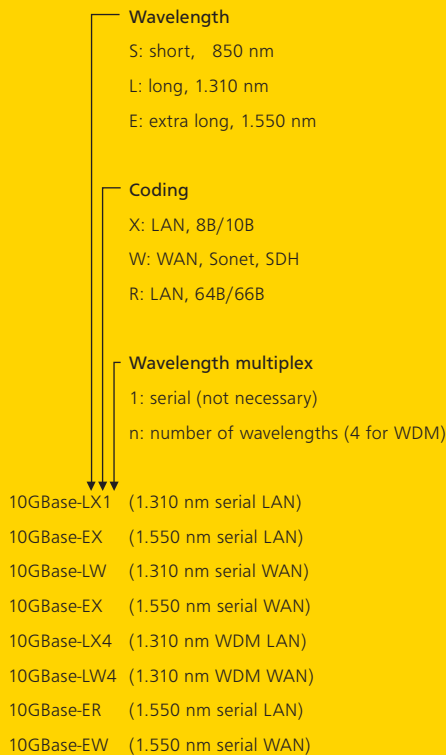 Wavelength
S: short, 850 nm
L: long, 1.310 nm
E: extra long, 1.550 nm
Coding
X: LAN, 8B/10B
W: WAN, Sonet, SDH
R: LAN, 64B/66B
Wavelength multiplex
1: serial (not necessary)
n: number of wavelengths (4 for WDM)
10GBase-LX1 (1.310 nm serial LAN)
10GBase-EX (1.550 nm serial LAN)
10GBase-LW (1.310 nm serial WAN)
10GBase-EX (1.550 nm serial WAN)
10GBase-LX4 (1.310 nm WDM LAN)
10GBase-LW4 (1.310 nm WDM WAN)
10GBase-ER (1.550 nm serial LAN)
10GBase-EW (1.550 nm serial WAN)